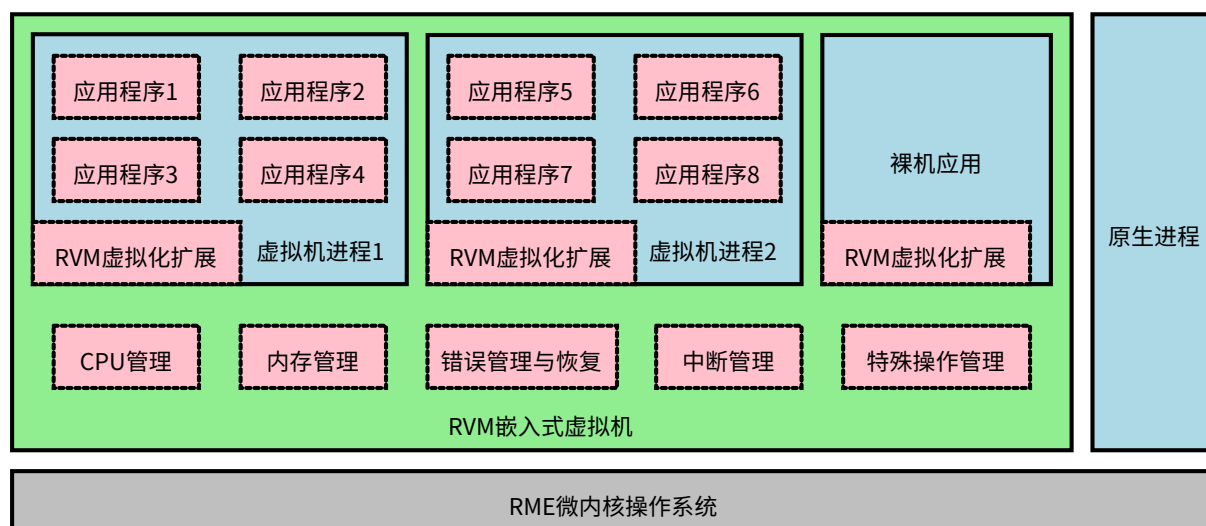 应用程序1
应用程序2
应用程序3
应用程序4
RVM虚拟化扩展
虚拟机进程1
应用程序5
应用程序6
应用程序7
应用程序8
RVM虚拟化扩展
虚拟机进程2
裸机应用
RVM虚拟化扩展
CPU管理
内存管理
错误管理与恢复
中断管理
特殊操作管理
RVM嵌入式虚拟机
原生进程
RME微内核操作系统